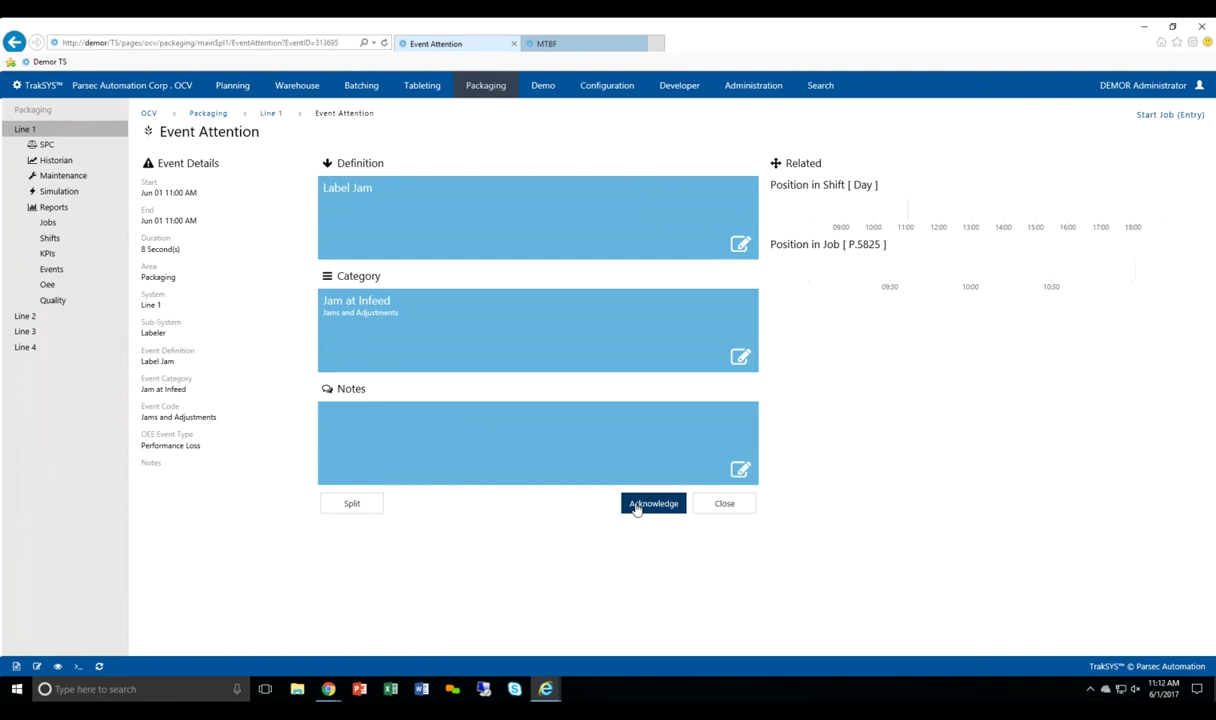 http://demor/TS/pages/ocv/packaging/main$pl1/EventAttention?EventID=313695
Event Attention
MTBF
Demor TS
TrakSYS™ Parsec Automation Corp . OCV Planning Warehouse Batching Tableting Packaging Demo Configuration Developer Administration Search DEMOR Administrator
Packaging
Line 1
SPC
Historian
Maintenance
Simulation
Reports
Jobs
Shifts
KPIs
Events
Oee
Quality
Line 2
Line 3
Line 4
OCV > Packaging > Line 1 > Event Attention
Start Job (Entry)
Event Attention
Event Details
Start
Jun 01 11:00 AM
End
Jun 01 11:00 AM
Duration
8 Second(s)
Area
Packaging
System
Line 1
Sub-System
Labeler
Event Definition
Label Jam
Event Category
Jam at Infeed
Event Code
Jams and Adjustments
OEE Event Type
Performance Loss
Notes
Definition
Label Jam
Category
Jam at Infeed
Jams and Adjustments
Notes
Split
Acknowledge
Close
Related
Position in Shift [ Day ]
09:00 10:00 11:00 12:00 13:00 14:00 15:00 16:00 17:00 18:00
Position in Job [ P.5825 ]
09:30 10:00 10:30
TrakSYS™ © Parsec Automation
Type here to search
11:12 AM
6/1/2017